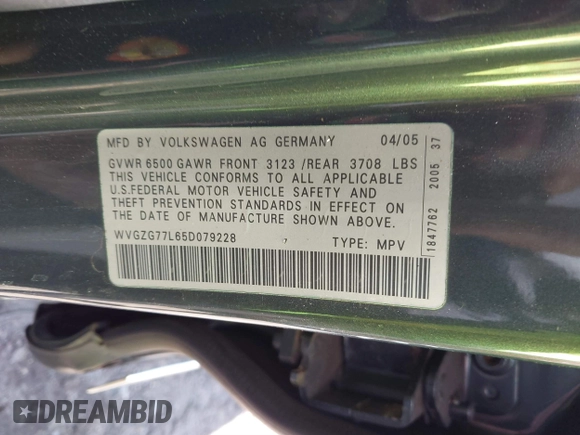 MFD BY VOLKSWAGEN AG GERMANY 04/05
GVWR 6500 GAWR FRONT 3123 /REAR 3708 LBS
THIS VEHICLE CONFORMS TO ALL APPLICABLE
U.S.FEDERAL MOTOR VEHICLE SAFETY AND
THEFT PREVENTION STANDARDS IN EFFECT ON
THE DATE OF MANUFACTURE SHOWN ABOVE.
WVGZG77L65D079228 TYPE: MPV
1847762 2005 37
DREAMBID